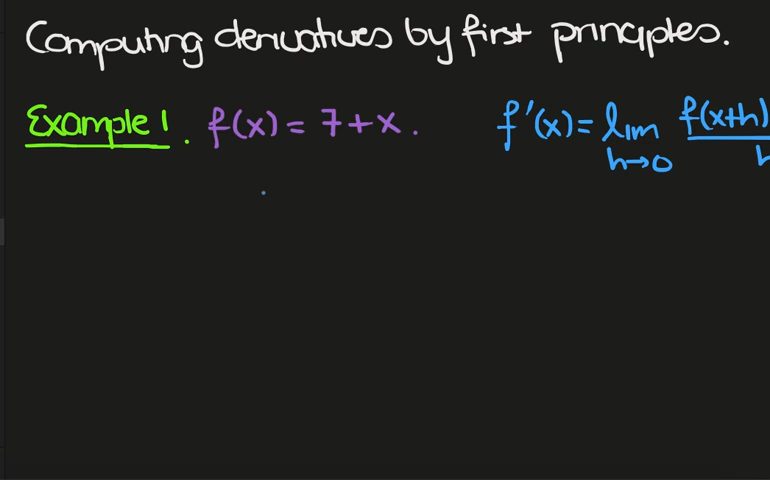 Computing derivatives by first principles.
Example 1. f(x) = 7 + x. f'(x) = lim f(x+h)
h→0 h